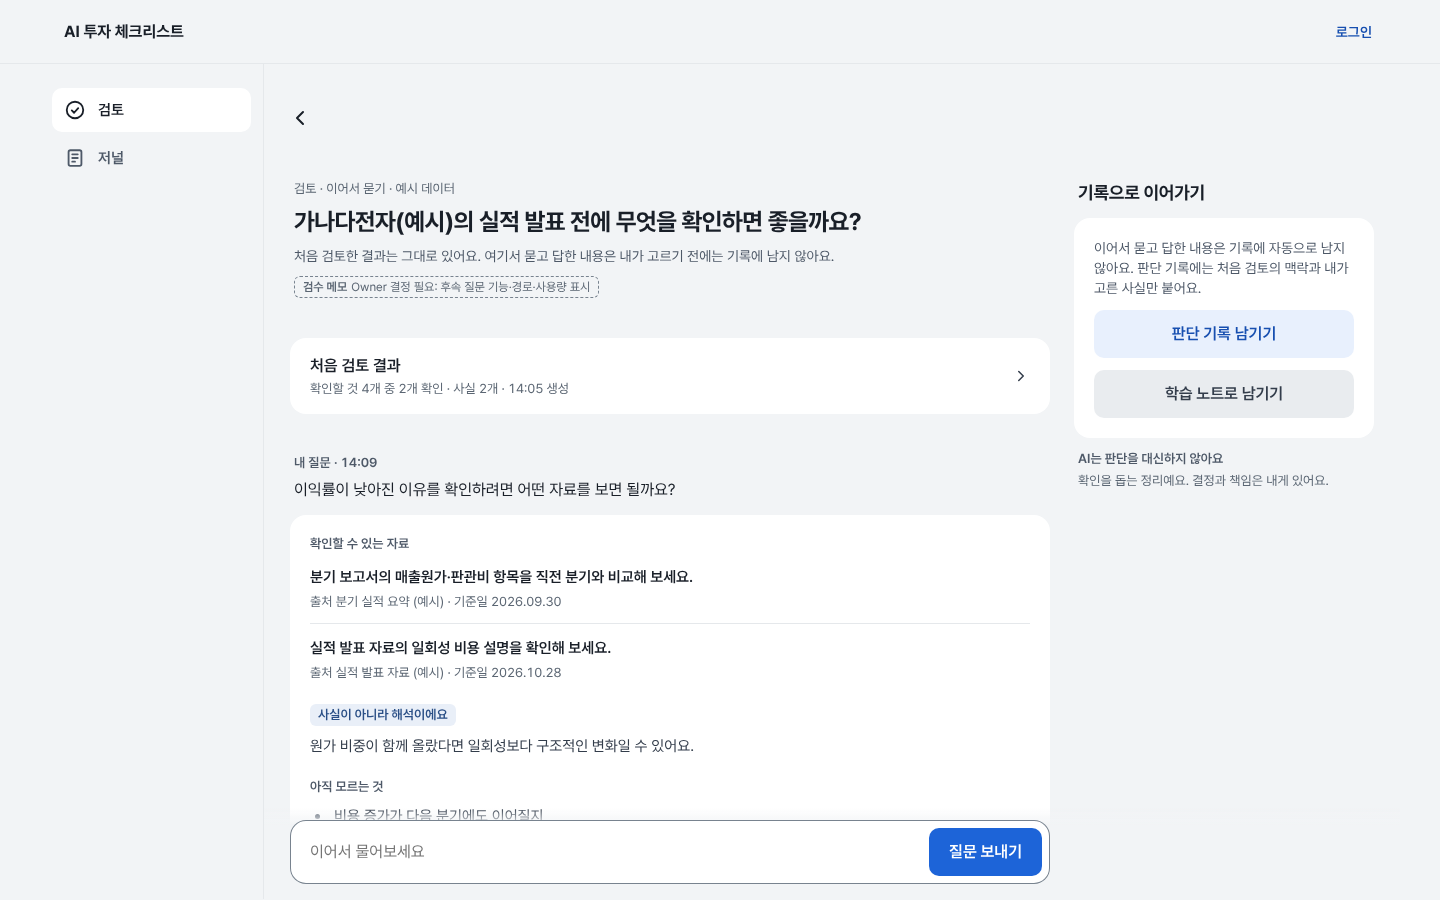 AI 투자 체크리스트
로그인
검토
저널
검토 · 이어서 묻기 · 예시 데이터
가나다전자(예시)의 실적 발표 전에 무엇을 확인하면 좋을까요?
처음 검토한 결과는 그대로 있어요. 여기서 묻고 답한 내용은 내가 고르기 전에는 기록에 남지 않아요.
검수 메모 Owner 결정 필요: 후속 질문 기능·경로·사용량 표시
처음 검토 결과
확인할 것 4개 중 2개 확인 · 사실 2개 · 14:05 생성
내 질문 · 14:09
이익률이 낮아진 이유를 확인하려면 어떤 자료를 보면 될까요?
확인할 수 있는 자료
분기 보고서의 매출원가·판관비 항목을 직전 분기와 비교해 보세요.
출처 분기 실적 요약 (예시) · 기준일 2026.09.30
실적 발표 자료의 일회성 비용 설명을 확인해 보세요.
출처 실적 발표 자료 (예시) · 기준일 2026.10.28
사실이 아니라 해석이에요
원가 비중이 함께 올랐다면 일회성보다 구조적인 변화일 수 있어요.
아직 모르는 것
비용 증가가 다음 분기에도 이어질지
이어서 물어보세요
질문 보내기
기록으로 이어가기
이어서 묻고 답한 내용은 기록에 자동으로 남지
않아요. 판단 기록에는 처음 검토의 맥락과 내가
고른 사실만 붙어요.
판단 기록 남기기
학습 노트로 남기기
AI는 판단을 대신하지 않아요
확인을 돕는 정리예요. 결정과 책임은 내게 있어요.